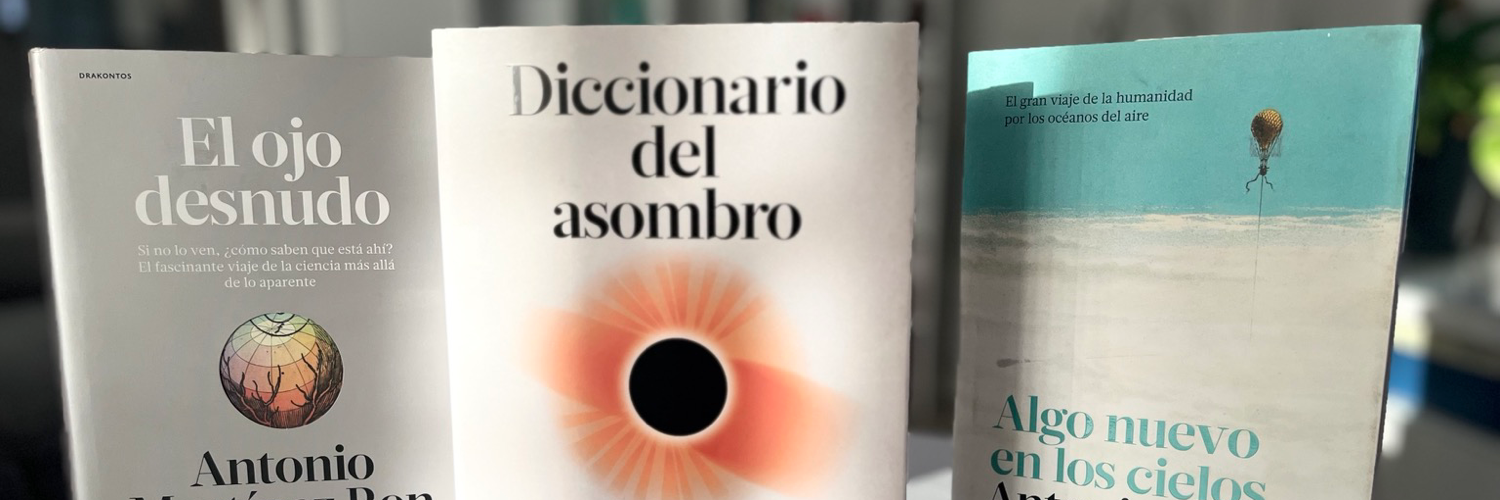 DRAKONTOS
El ojo
desnudo
Si no lo ven, ¿cómo saben que está ahí?
El fascinante viaje de la ciencia más allá
de lo aparente
Antonio
Martínez Ron
Diccionario
del
asombro
El gran viaje de la humanidad
por los océanos del aire
Algo nuevo
en los cielos